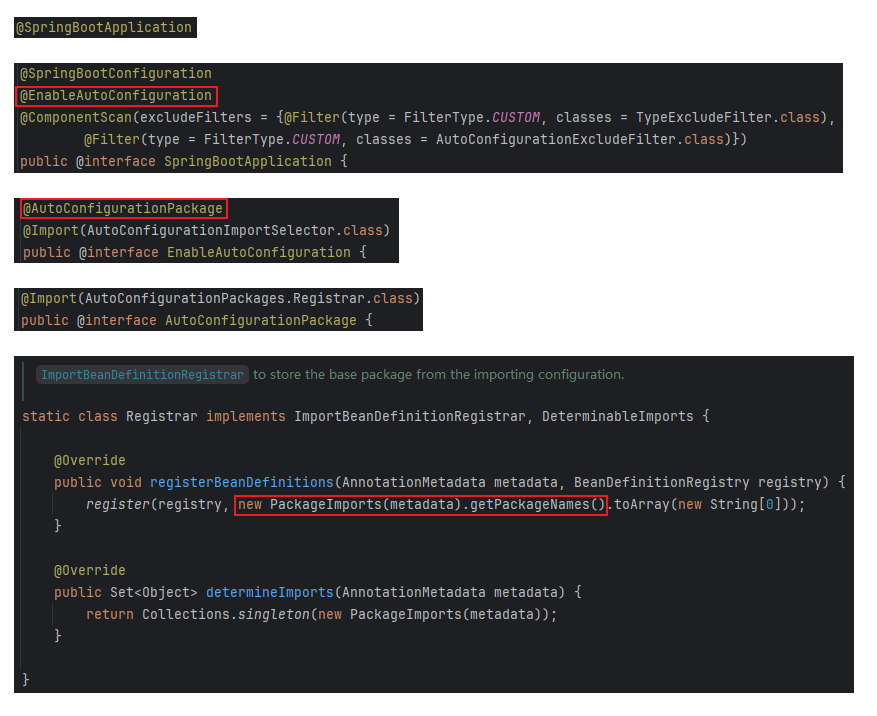 @SpringBootApplication
@SpringBootConfiguration
@EnableAutoConfiguration
@ComponentScan(excludeFilters = {@Filter(type = FilterType.CUSTOM, classes = TypeExcludeFilter.class),
@Filter(type = FilterType.CUSTOM, classes = AutoConfigurationExcludeFilter.class)})
public @interface SpringBootApplication {
@AutoConfigurationPackage
@Import(AutoConfigurationImportSelector.class)
public @interface EnableAutoConfiguration {
@Import(AutoConfigurationPackages.Registrar.class)
public @interface AutoConfigurationPackage {
ImportBeanDefinitionRegistrar to store the base package from the importing configuration.
static class Registrar implements ImportBeanDefinitionRegistrar, DeterminableImports {
@Override
public void registerBeanDefinitions(AnnotationMetadata metadata, BeanDefinitionRegistry registry) {
register(registry, new PackageImports(metadata).getPackageNames().toArray(new String[0]));
}
@Override
public Set<Object> determineImports(AnnotationMetadata metadata) {
return Collections.singleton(new PackageImports(metadata));
}
}